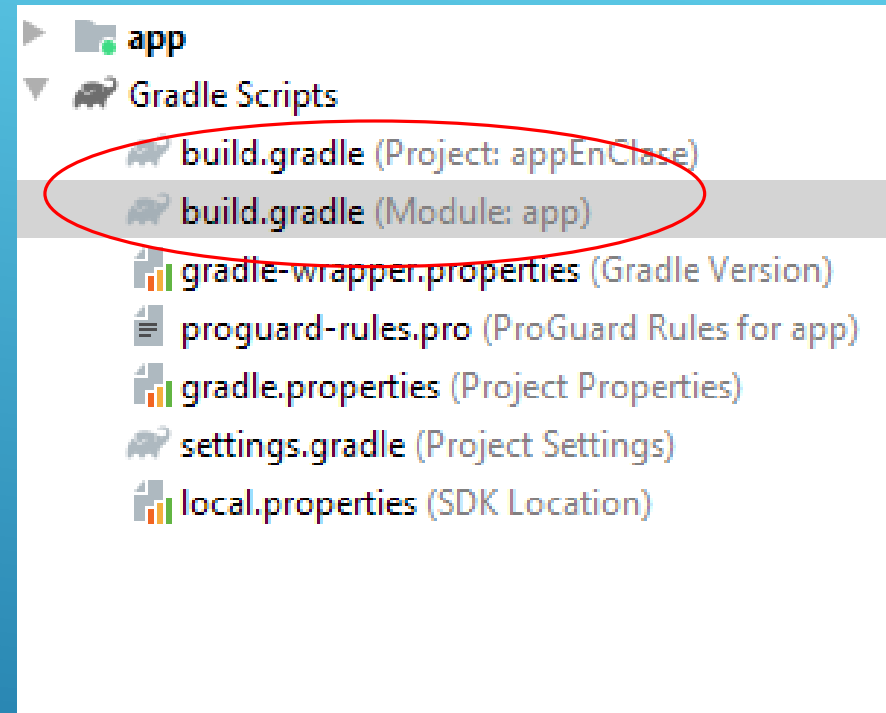 app
Gradle Scripts
build.gradle (Project: appEnClase)
build.gradle (Module: app)
gradle-wrapper.properties (Gradle Version)
proguard-rules.pro (ProGuard Rules for app)
gradle.properties (Project Properties)
settings.gradle (Project Settings)
local.properties (SDK Location)